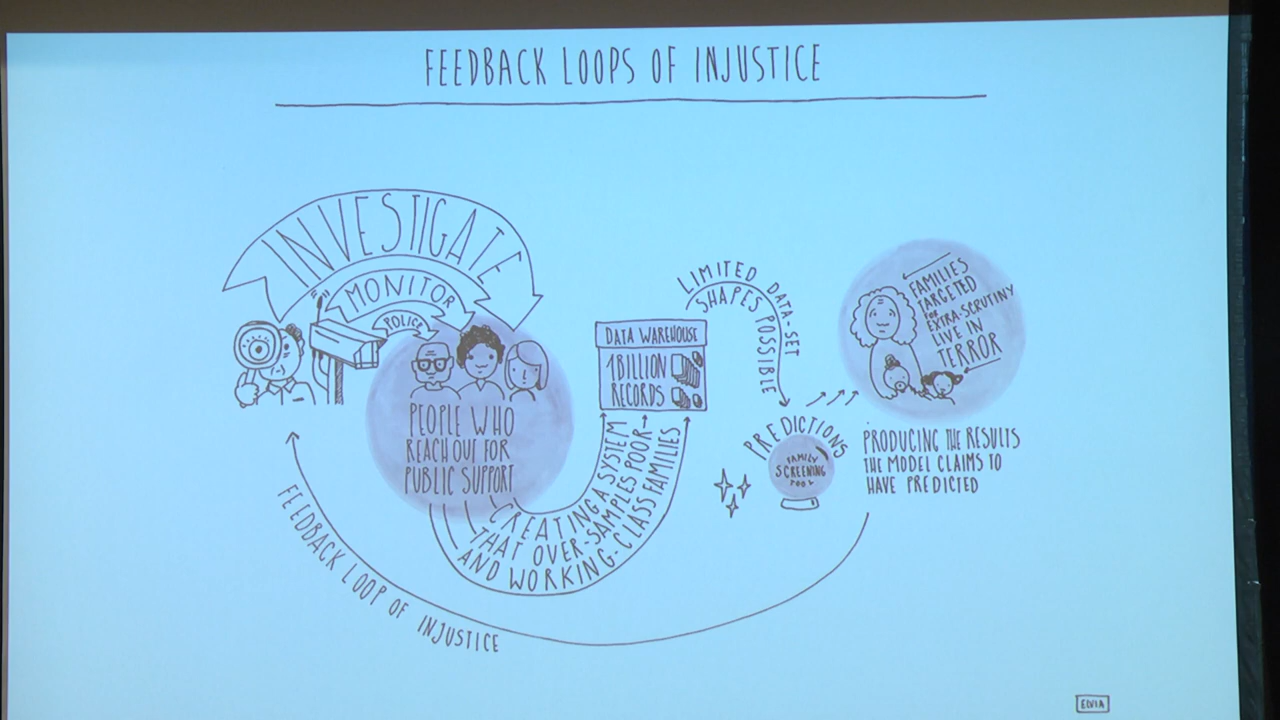 FEEDBACK LOOPS OF INJUSTICE
INVESTIGATE
MONITOR
POLICE
PEOPLE WHO
REACH OUT FOR
PUBLIC SUPPORT
CREATING A SYSTEM
THAT OVER-SAMPLES POOR-
AND WORKING-CLASS FAMILIES
DATA WAREHOUSE
1 BILLION
RECORDS
LIMITED DATA-SET
SHAPES POSSIBLE
PREDICTIONS
FAMILY
SCREENING
TOOL
FAMILIES
TARGETED
FOR
EXTRA-SCRUTINY
LIVE IN
TERROR
PRODUCING THE RESULTS
THE MODEL CLAIMS TO
HAVE PREDICTED
FEEDBACK LOOP OF INJUSTICE